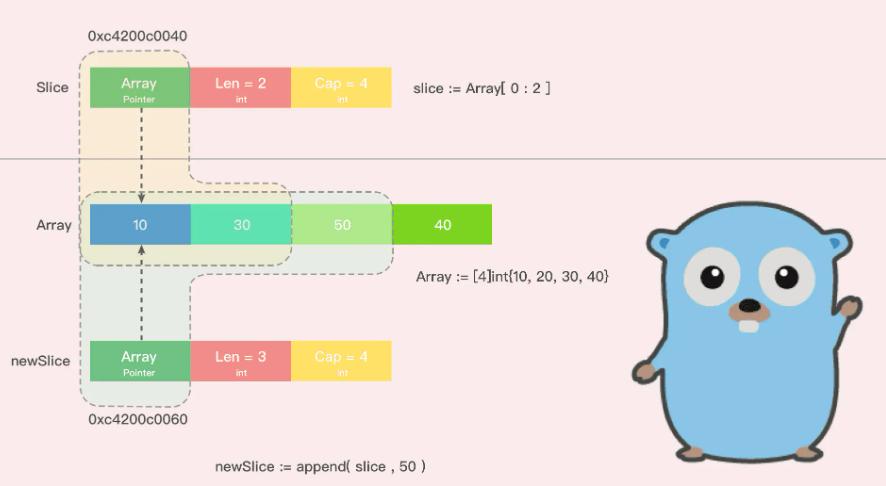 0xc4200c0040
Slice
Array
Pointer
Len = 2
int
Cap = 4
int
slice := Array[ 0 : 2 ]
Array
10
30
50
40
Array := [4]int{10, 20, 30, 40}
newSlice
Array
Pointer
Len = 3
int
Cap = 4
int
0xc4200c0060
newSlice := append( slice , 50 )